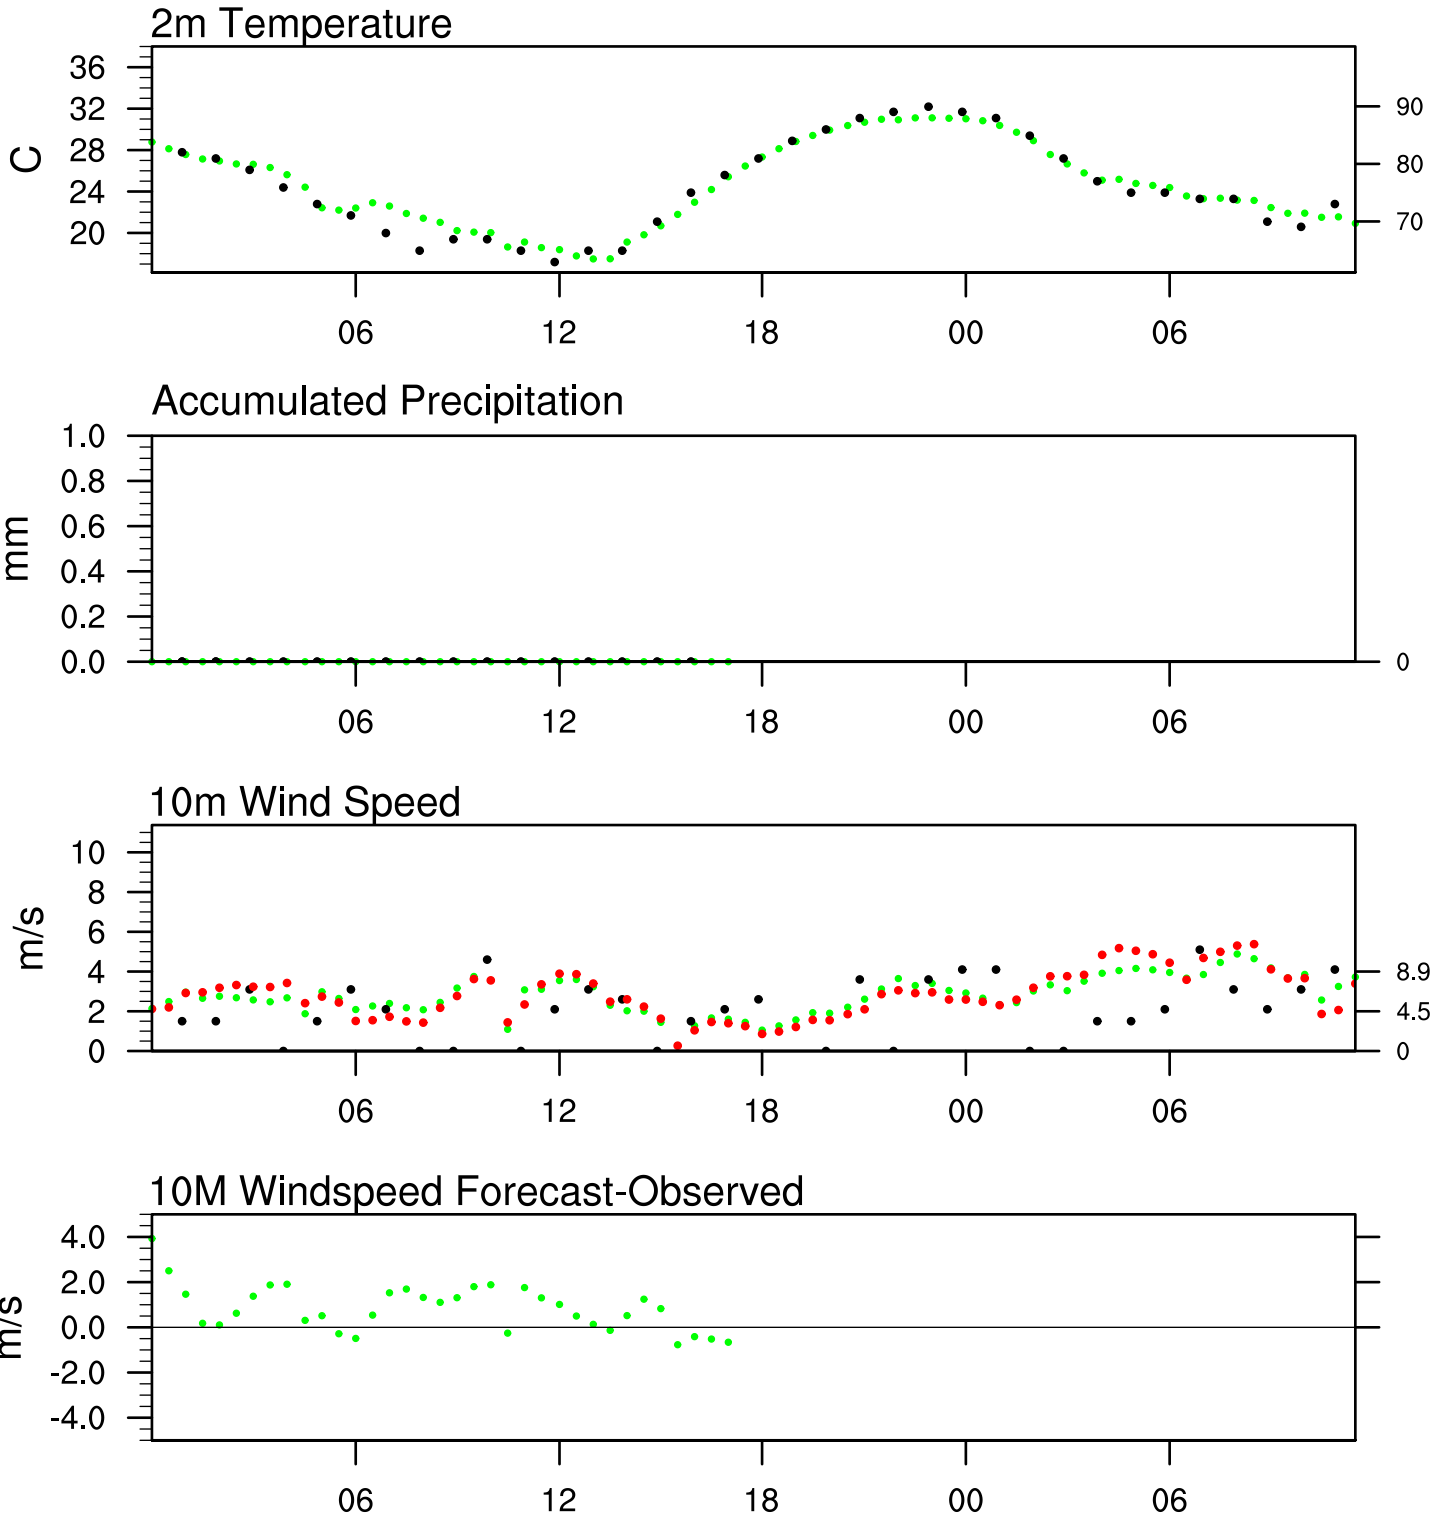 2m Temperature
36
32
28
24
20
C
90
80
70
06 12 18 00 06
Accumulated Precipitation
1.0
0.8
0.6
0.4
0.2
0.0
mm
0
06 12 18 00 06
10m Wind Speed
10
8
6
4
2
0
m/s
8.9
4.5
0
06 12 18 00 06
10M Windspeed Forecast-Observed
4.0
2.0
0.0
-2.0
-4.0
m/s
06 12 18 00 06